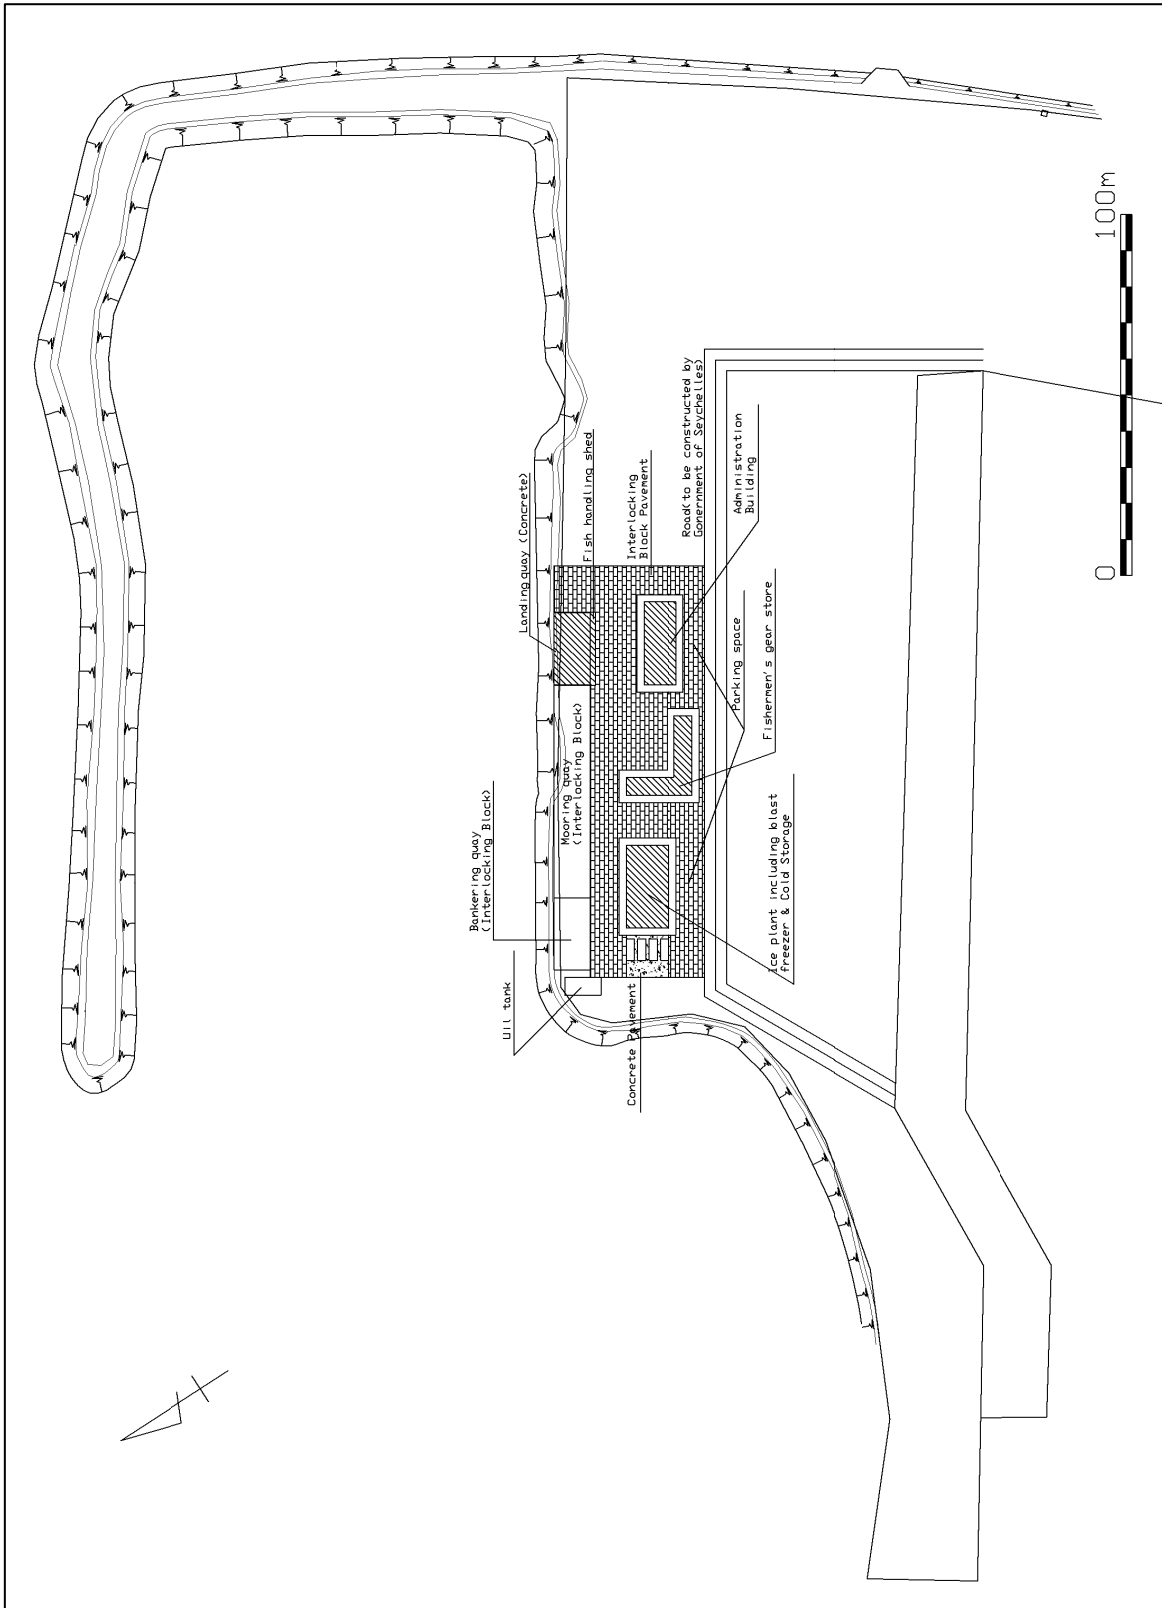 Landing quay (Concrete)
Fish handling shed
Interlocking
Block Pavement
Road(to be constructed by
Gonernment of Seychelles)
Administration
Building
Parking space
Fishermen's gear store
Mooring quay
(Interlocking Block)
Bankering quay
(Interlocking Block)
Ice plant including blast
freezer & Cold Storage
Uil tank
Concrete Pavement
0
100m